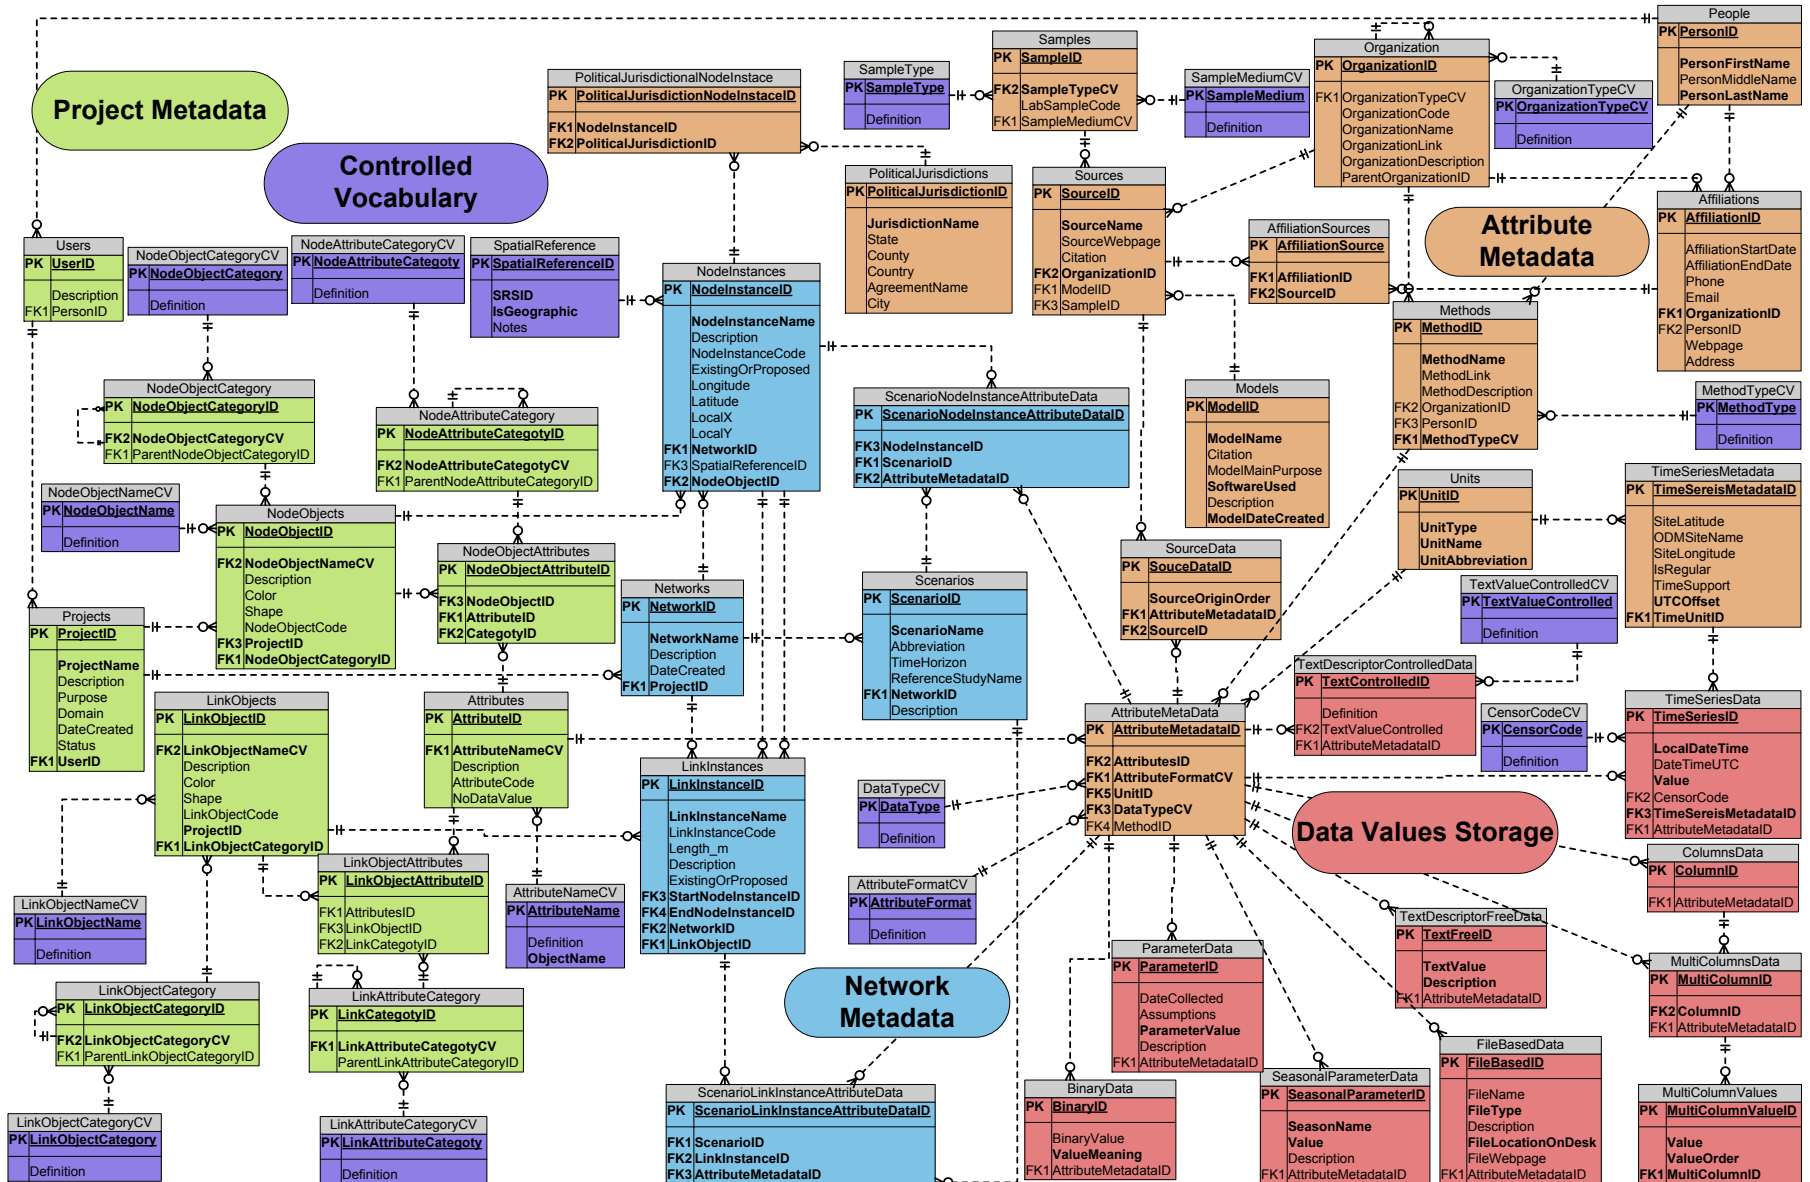 Project Metadata
Controlled
Vocabulary
Attribute
Metadata
Network
Metadata
Data Values Storage
People
PK PersonID
PersonFirstName
PersonMiddleName
PersonLastName
Samples
PK SampleID
FK2 SampleTypeCV
LabSampleCode
FK1 SampleMediumCV
Organization
PK OrganizationID
FK1 OrganizationTypeCV
OrganizationCode
OrganizationName
OrganizationLink
OrganizationDescription
ParentOrganizationID
SampleType
PK SampleType
Definition
SampleMediumCV
PK SampleMedium
Definition
OrganizationTypeCV
PK OrganizationTypeCV
Definition
PoliticalJurisdictionalNodeInstace
PK PoliticalJurisdictionNodeInstaceID
FK1 NodeInstanceID
FK2 PoliticalJurisdictionID
PoliticalJurisdictions
PK PoliticalJurisdictionID
JurisdictionName
State
County
Country
AgreementName
City
Sources
PK SourceID
SourceName
SourceWebpage
Citation
FK2 OrganizationID
FK1 ModelID
FK3 SampleID
AffiliationSources
PK AffiliationSource
FK1 AffiliationID
FK2 SourceID
Affiliations
PK AffiliationID
AffiliationStartDate
AffiliationEndDate
Phone
Email
FK1 OrganizationID
FK2 PersonID
Webpage
Address
Users
PK UserID
Description
FK1 PersonID
NodeObjectCategoryCV
PK NodeObjectCategory
Definition
NodeAttributeCategoryCV
PK NodeAttributeCategoty
Definition
SpatialReference
PK SpatialReferenceID
SRSID
IsGeographic
Notes
NodeInstances
PK NodeInstanceID
NodeInstanceName
Description
NodeInstanceCode
ExistingOrProposed
Longitude
Latitude
LocalX
LocalY
FK1 NetworkID
FK3 SpatialReferenceID
FK2 NodeObjectID
Methods
PK MethodID
MethodName
MethodLink
MethodDescription
FK2 OrganizationID
FK3 PersonID
FK1 MethodTypeCV
MethodTypeCV
PK MethodType
Definition
NodeObjectCategory
PK NodeObjectCategoryID
FK2 NodeObjectCategoryCV
FK1 ParentNodeObjectCategoryID
NodeAttributeCategory
PK NodeAttributeCategotyID
FK2 NodeAttributeCategotyCV
FK1 ParentNodeAttributeCategoryID
ScenarioNodeInstanceAttributeData
PK ScenarioNodeInstanceAttributeDataID
FK3 NodeInstanceID
FK1 ScenarioID
FK2 AttributeMetadataID
Models
PK ModelID
ModelName
Citation
ModelMainPurpose
SoftwareUsed
Description
ModelDateCreated
Units
PK UnitID
UnitType
UnitName
UnitAbbreviation
TimeSeriesMetadata
PK TimeSereisMetadataID
SiteLatitude
ODMSiteName
SiteLongitude
IsRegular
TimeSupport
UTCOffset
FK1 TimeUnitID
NodeObjectNameCV
PK NodeObjectName
Definition
NodeObjects
PK NodeObjectID
FK2 NodeObjectNameCV
Description
Color
Shape
NodeObjectCode
FK3 ProjectID
FK1 NodeObjectCategoryID
NodeObjectAttributes
PK NodeObjectAttributeID
FK3 NodeObjectID
FK1 AttributeID
FK2 CategotyID
Networks
PK NetworkID
NetworkName
Description
DateCreated
FK1 ProjectID
Scenarios
PK ScenarioID
ScenarioName
Abbreviation
TimeHorizon
ReferenceStudyName
FK1 NetworkID
Description
SourceData
PK SouceDataID
SourceOriginOrder
FK1 AttributeMetadataID
FK2 SourceID
TextValueControlledCV
PK TextValueControlled
Definition
Projects
PK ProjectID
ProjectName
Description
Purpose
Domain
DateCreated
Status
FK1 UserID
LinkObjects
PK LinkObjectID
FK2 LinkObjectNameCV
Description
Color
Shape
LinkObjectCode
ProjectID
FK1 LinkObjectCategoryID
Attributes
PK AttributeID
FK1 AttributeNameCV
Description
AttributeCode
NoDataValue
TextDescriptorControlledData
PK TextControlledID
Definition
FK2 TextValueControlled
FK1 AttributeMetadataID
TimeSeriesData
PK TimeSeriesID
LocalDateTime
DateTimeUTC
Value
FK2 CensorCode
FK3 TimeSereisMetadataID
FK1 AttributeMetadataID
CensorCodeCV
PK CensorCode
Definition
AttributeMetaData
PK AttributeMetadataID
FK2 AttributesID
FK1 AttributeFormatCV
FK5 UnitID
FK3 DataTypeCV
FK4 MethodID
LinkInstances
PK LinkInstanceID
LinkInstanceName
LinkInstanceCode
Length_m
Description
ExistingOrProposed
FK3 StartNodeInstanceID
FK4 EndNodeInstanceID
FK2 NetworkID
FK1 LinkObjectID
DataTypeCV
PK DataType
Definition
AttributeFormatCV
PK AttributeFormat
Definition
LinkObjectAttributes
PK LinkObjectAttributeID
FK1 AttributesID
FK3 LinkObjectID
FK2 LinkCategotyID
AttributeNameCV
PK AttributeName
Definition
ObjectName
LinkObjectNameCV
PK LinkObjectName
Definition
ColumnsData
PK ColumnID
FK1 AttributeMetadataID
TextDescriptorFreeData
PK TextFreeID
TextValue
Description
FK1 AttributeMetadataID
ParameterData
PK ParameterID
DateCollected
Assumptions
ParameterValue
Description
FK1 AttributeMetadataID
MultiColumnsData
PK MultiColumnID
FK2 ColumnID
FK1 AttributeMetadataID
LinkObjectCategory
PK LinkObjectCategoryID
FK2 LinkObjectCategoryCV
FK1 ParentLinkObjectCategoryID
LinkAttributeCategory
PK LinkCategotyID
FK1 LinkAttributeCategotyCV
ParentLinkAttributeCategoryID
FileBasedData
PK FileBasedID
FileName
FileType
Description
FileLocationOnDesk
FileWebpage
FK1 AttributeMetadataID
SeasonalParameterData
PK SeasonalParameterID
SeasonName
Value
Description
FK1 AttributeMetadataID
BinaryData
PK BinaryID
BinaryValue
ValueMeaning
FK1 AttributeMetadataID
ScenarioLinkInstanceAttributeData
PK ScenarioLinkInstanceAttributeDataID
FK1 ScenarioID
FK2 LinkInstanceID
FK3 AttributeMetadataID
MultiColumnValues
PK MultiColumnValueID
Value
ValueOrder
FK1 MultiColumnID
LinkObjectCategoryCV
PK LinkObjectCategory
Definition
LinkAttributeCategoryCV
PK LinkAttributeCategoty
Definition